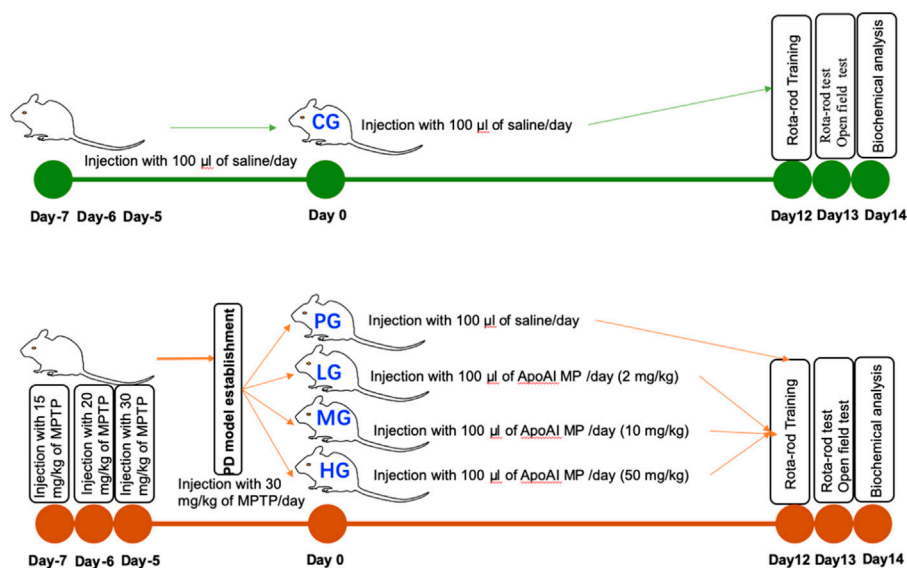 CG
Injection with 100 µl of saline/day
Injection with 100 µl of saline/day
Rota-rod Training
Rota-rod test
Open field test
Biochemical analysis
Day-7 Day-6 Day-5
Day 0
Day12 Day13 Day14
PD model establishment
PG
Injection with 100 µl of saline/day
LG
Injection with 100 µl of ApoAI MP /day (2 mg/kg)
MG
Injection with 100 µl of ApoAI MP /day (10 mg/kg)
HG
Injection with 100 µl of ApoAI MP /day (50 mg/kg)
Injection with 15
mg/kg of MPTP
Injection with 20
mg/kg of MPTP
Injection with 30
mg/kg of MPTP
Injection with 30
mg/kg of MPTP/day
Rota-rod Training
Rota-rod test
Open field test
Biochemical analysis
Day-7 Day-6 Day-5
Day 0
Day12 Day13 Day14